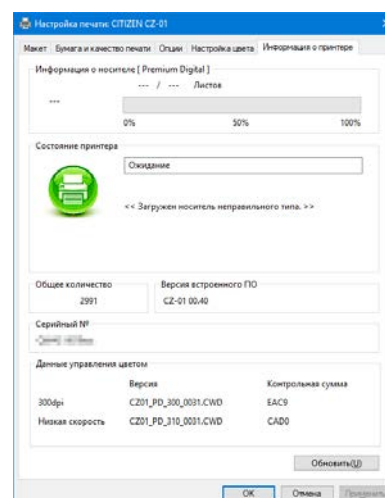 Настройка печати: CITIZEN CZ-01
Макет Бумага и качество печати Опции Настройка цвета Информация о принтере
Информация о носителе [ Premium Digital ]
--- / --- Листов
---
0% 50% 100%
Состояние принтера
Ожидание
<< Загружен носитель неправильного типа. >>
Общее количество Версия встроенного ПО
2991 CZ-01 00.40
Серийный №
Данные управления цветом
Версия Контрольная сумма
300dpi CZ01_PD_300_0031.CWD EAC9
Низкая скорость CZ01_PD_310_0031.CWD CAD0
Обновить(U)
OK Отмена Применить